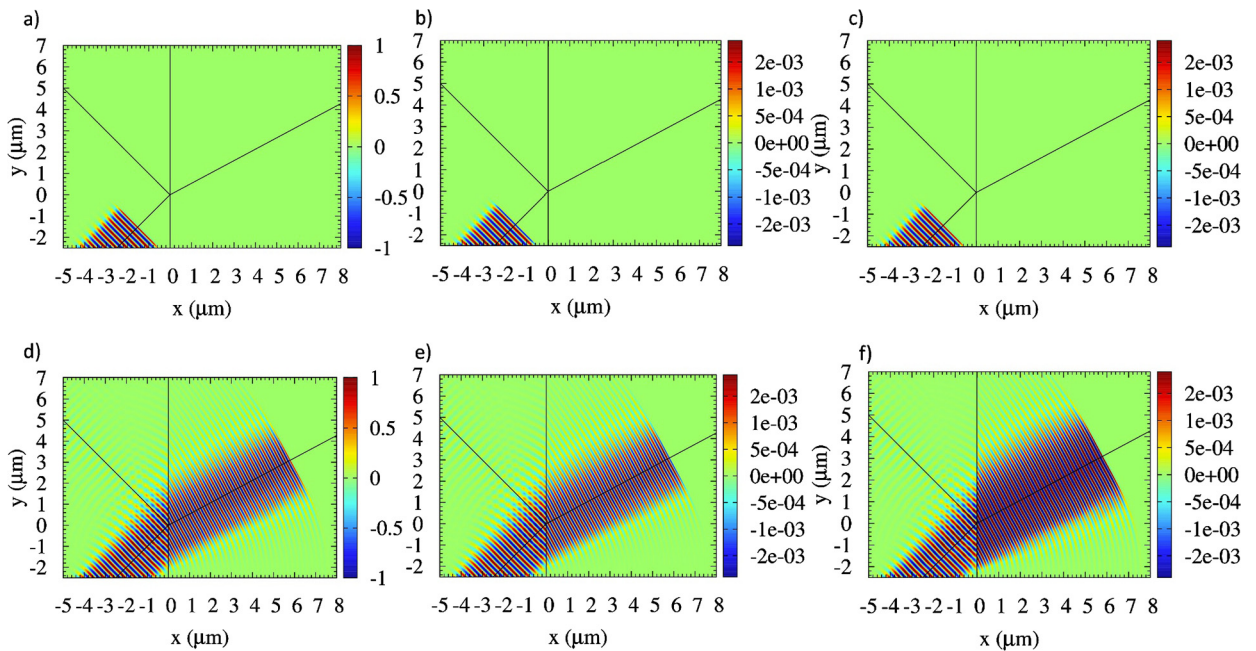 a)
b)
c)
7
6
5
4
3
2
1
0
-1
-2
y (μm)
-5 -4 -3 -2 -1 0 1 2 3 4 5 6 7 8
x (μm)
1
0.5
0
-0.5
-1
7
6
5
4
3
2
1
0
-1
-2
y (μm)
-5 -4 -3 -2 -1 0 1 2 3 4 5 6 7 8
x (μm)
2e-03
1e-03
5e-04
0e+00
-5e-04
-1e-03
-2e-03
7
6
5
4
3
2
1
0
-1
-2
y (μm)
-5 -4 -3 -2 -1 0 1 2 3 4 5 6 7 8
x (μm)
2e-03
1e-03
5e-04
0e+00
-5e-04
-1e-03
-2e-03
d)
e)
f)
7
6
5
4
3
2
1
0
-1
-2
y (μm)
-5 -4 -3 -2 -1 0 1 2 3 4 5 6 7 8
x (μm)
1
0.5
0
-0.5
-1
7
6
5
4
3
2
1
0
-1
-2
y (μm)
-5 -4 -3 -2 -1 0 1 2 3 4 5 6 7 8
x (μm)
2e-03
1e-03
5e-04
0e+00
-5e-04
-1e-03
-2e-03
7
6
5
4
3
2
1
0
-1
-2
y (μm)
-5 -4 -3 -2 -1 0 1 2 3 4 5 6 7 8
x (μm)
2e-03
1e-03
5e-04
0e+00
-5e-04
-1e-03
-2e-03